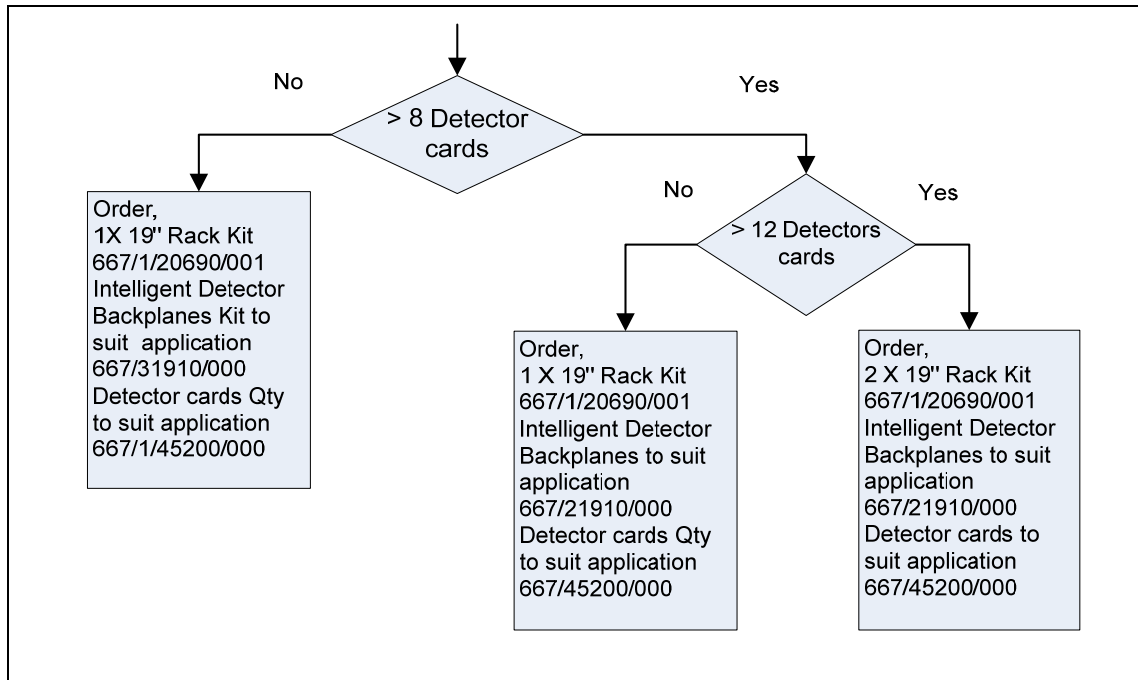 No
Yes
> 8 Detector
cards
No
Yes
> 12 Detectors
cards
Order,
1X 19" Rack Kit
667/1/20690/001
Intelligent Detector
Backplanes Kit to
suit application
667/31910/000
Detector cards Qty
to suit application
667/1/45200/000
Order,
1 X 19" Rack Kit
667/1/20690/001
Intelligent Detector
Backplanes to suit
application
667/21910/000
Detector cards Qty
to suit application
667/45200/000
Order,
2 X 19" Rack Kit
667/1/20690/001
Intelligent Detector
Backplanes to suit
application
667/21910/000
Detector cards to
suit application
667/45200/000